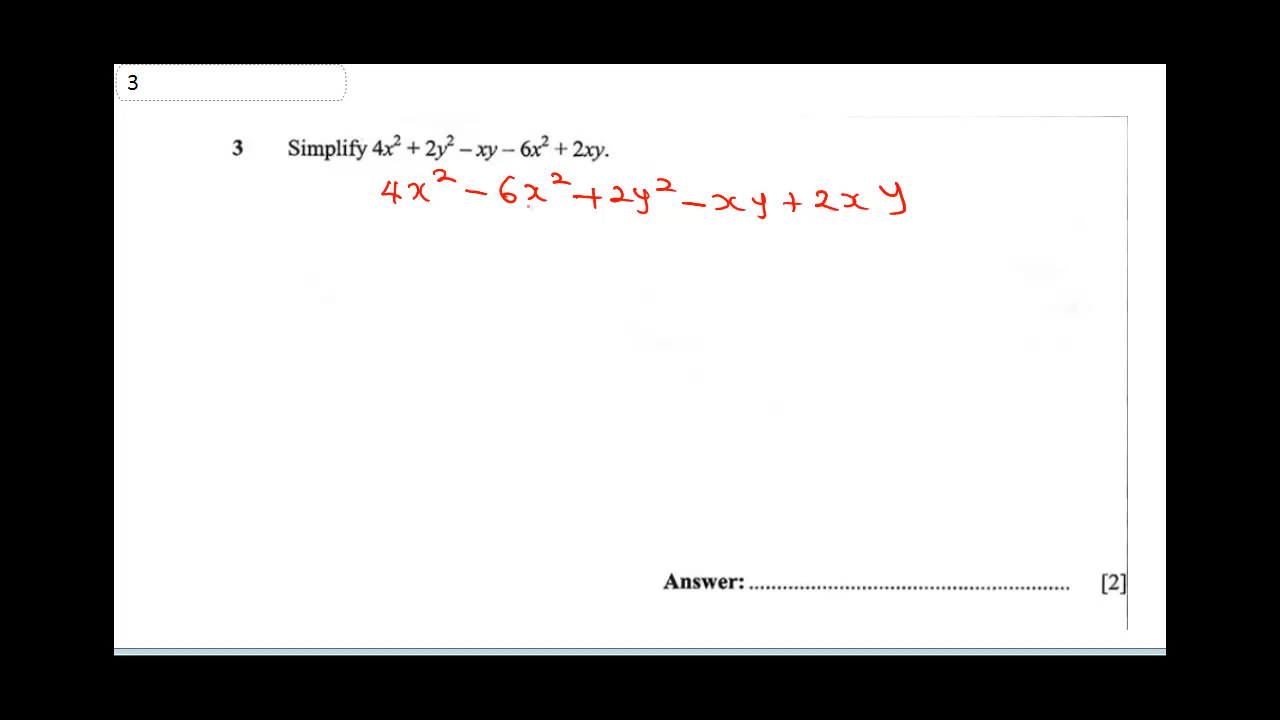 3
3 Simplify 4x² + 2y² – xy – 6x² + 2xy.
4x² - 6x² + 2y² - xy + 2xy
Answer: ...................................................... [2]